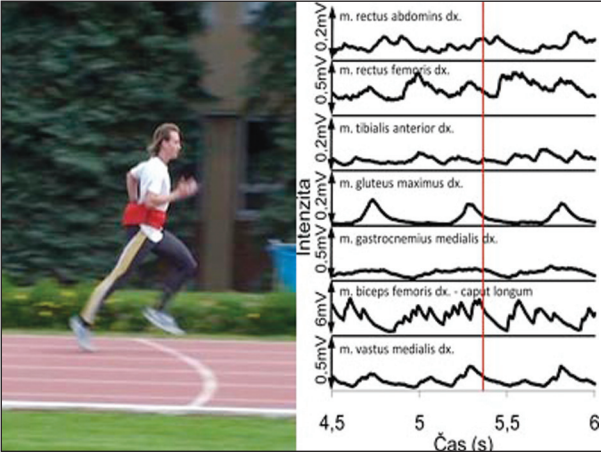 m. rectus abdomins dx.
0,2mV
m. rectus femoris dx.
0,5mV
m. tibialis anterior dx.
0,2mV
m. gluteus maximus dx.
0,2mV
Intenzita
m. gastrocnemius medialis dx.
0,5mV
m. biceps femoris dx. - caput longum
6mV
m. vastus medialis dx.
0,5mV
4,5 5 5,5 6
Čas (s)